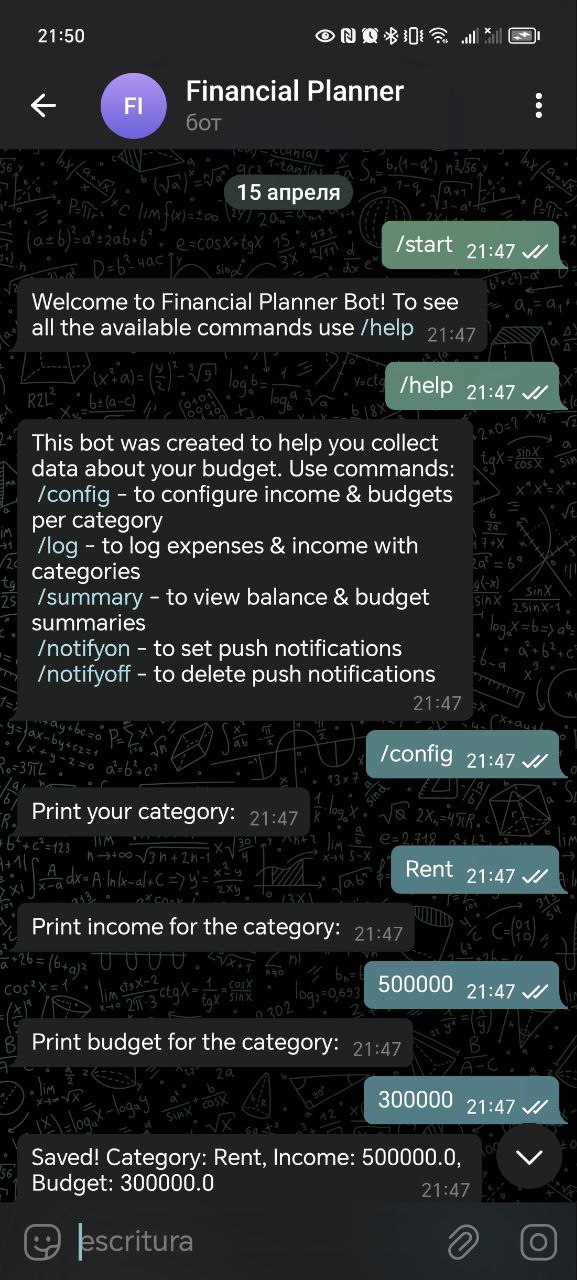 21:50
FI
Financial Planner
бот
15 апреля
/start 21:47
Welcome to Financial Planner Bot! To see
all the available commands use /help 21:47
/help 21:47
This bot was created to help you collect
data about your budget. Use commands:
/config – to configure income & budgets
per category
/log – to log expenses & income with
categories
/summary – to view balance & budget
summaries
/notifyon – to set push notifications
/notifyoff – to delete push notifications
21:47
/config 21:47
Print your category: 21:47
Rent 21:47
Print income for the category: 21:47
500000 21:47
Print budget for the category: 21:47
300000 21:47
Saved! Category: Rent, Income: 500000.0,
Budget: 300000.0 21:47
escritura